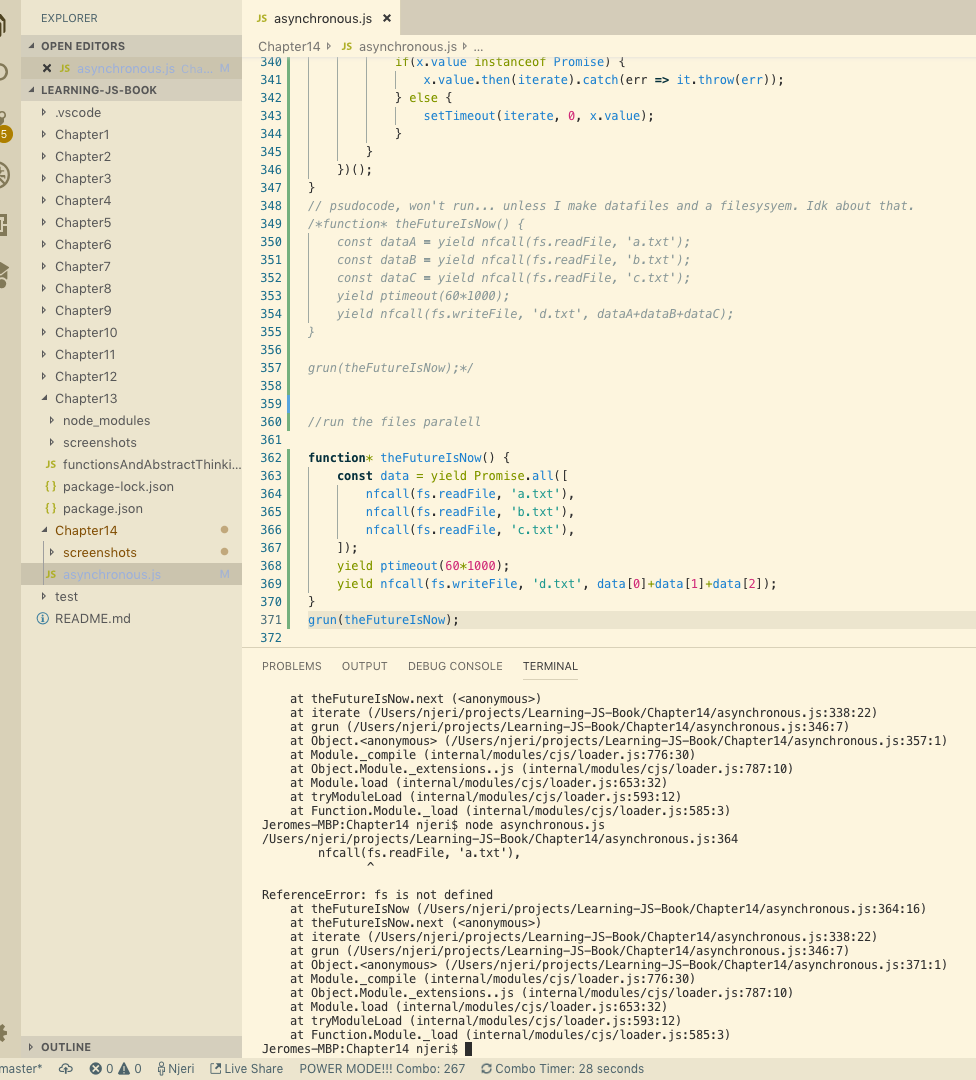 EXPLORER
OPEN EDITORS
JS asynchronous.js Cha... M
LEARNING-JS-BOOK
.vscode
Chapter1
Chapter2
Chapter3
Chapter4
Chapter5
Chapter6
Chapter7
Chapter8
Chapter9
Chapter10
Chapter11
Chapter12
Chapter13
node_modules
screenshots
JS functionsAndAbstractThinki...
{} package-lock.json
{} package.json
Chapter14
screenshots
JS asynchronous.js M
test
README.md
OUTLINE
5
JS asynchronous.js
Chapter14 JS asynchronous.js ...
340 if(x.value instanceof Promise) {
341 x.value.then(iterate).catch(err => it.throw(err));
342 } else {
343 setTimeout(iterate, 0, x.value);
344 }
345 }
346 })();
347 }
348 // psudocode, won't run... unless I make datafiles and a filesysyem. Idk about that.
349 /*function* theFutureIsNow() {
350 const dataA = yield nfcall(fs.readFile, 'a.txt');
351 const dataB = yield nfcall(fs.readFile, 'b.txt');
352 const dataC = yield nfcall(fs.readFile, 'c.txt');
353 yield ptimeout(60*1000);
354 yield nfcall(fs.writeFile, 'd.txt', dataA+dataB+dataC);
355 }
356
357 grun(theFutureIsNow);*/
358
359
360 //run the files paralell
361
362 function* theFutureIsNow() {
363 const data = yield Promise.all([
364 nfcall(fs.readFile, 'a.txt'),
365 nfcall(fs.readFile, 'b.txt'),
366 nfcall(fs.readFile, 'c.txt'),
367 ]);
368 yield ptimeout(60*1000);
369 yield nfcall(fs.writeFile, 'd.txt', data[0]+data[1]+data[2]);
370 }
371 grun(theFutureIsNow);
372
PROBLEMS OUTPUT DEBUG CONSOLE TERMINAL
at theFutureIsNow.next (<anonymous>)
at iterate (/Users/njeri/projects/Learning-JS-Book/Chapter14/asynchronous.js:338:22)
at grun (/Users/njeri/projects/Learning-JS-Book/Chapter14/asynchronous.js:346:7)
at Object.<anonymous> (/Users/njeri/projects/Learning-JS-Book/Chapter14/asynchronous.js:357:1)
at Module._compile (internal/modules/cjs/loader.js:776:30)
at Object.Module._extensions..js (internal/modules/cjs/loader.js:787:10)
at Module.load (internal/modules/cjs/loader.js:653:32)
at tryModuleLoad (internal/modules/cjs/loader.js:593:12)
at Function.Module._load (internal/modules/cjs/loader.js:585:3)
Jeromes-MBP:Chapter14 njeri$ node asynchronous.js
/Users/njeri/projects/Learning-JS-Book/Chapter14/asynchronous.js:364
nfcall(fs.readFile, 'a.txt'),
^
ReferenceError: fs is not defined
at theFutureIsNow (/Users/njeri/projects/Learning-JS-Book/Chapter14/asynchronous.js:364:16)
at theFutureIsNow.next (<anonymous>)
at iterate (/Users/njeri/projects/Learning-JS-Book/Chapter14/asynchronous.js:338:22)
at grun (/Users/njeri/projects/Learning-JS-Book/Chapter14/asynchronous.js:346:7)
at Object.<anonymous> (/Users/njeri/projects/Learning-JS-Book/Chapter14/asynchronous.js:371:1)
at Module._compile (internal/modules/cjs/loader.js:776:30)
at Object.Module._extensions..js (internal/modules/cjs/loader.js:787:10)
at Module.load (internal/modules/cjs/loader.js:653:32)
at tryModuleLoad (internal/modules/cjs/loader.js:593:12)
at Function.Module._load (internal/modules/cjs/loader.js:585:3)
Jeromes-MBP:Chapter14 njeri$
master* 0 0 Njeri Live Share POWER MODE!!! Combo: 267 Combo Timer: 28 seconds